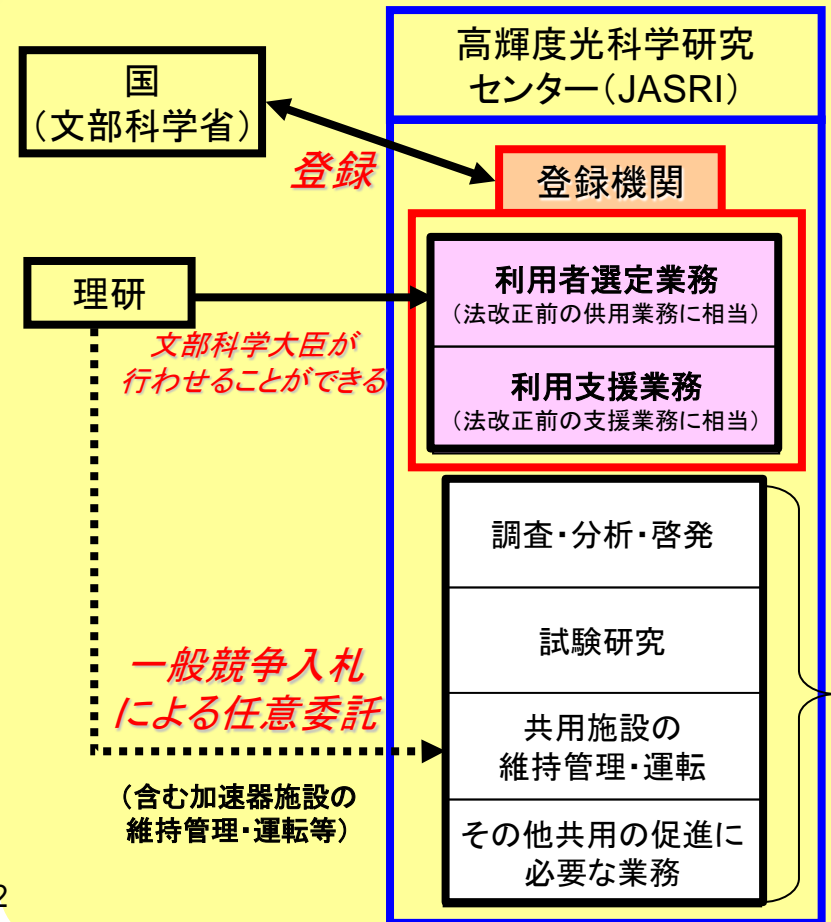 高輝度光科学研究
センター(JASRI)
国
(文部科学省)
登録
登録機関
理研
利用者選定業務
(法改正前の供用業務に相当)
文部科学大臣が
行わせることができる
利用支援業務
(法改正前の支援業務に相当)
調査・分析・啓発
試験研究
一般競争入札
による任意委託
共用施設の
維持管理・運転
(含む加速器施設の
維持管理・運転等)
その他共用の促進に
必要な業務
2